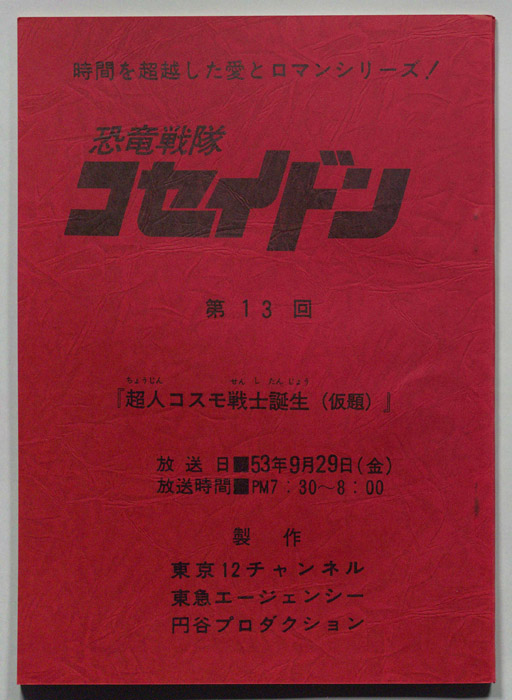 時間を超越した愛とロマンシリーズ!
恐竜戦隊
コセイドン
第13回
ちょうじん せんしたんじょう
『超人コスモ戦士誕生(仮題)』
放送日■53年9月29日(金)
放送時間■PM7:30〜8:00
製作
東京12チャンネル
東急エージェンシー
円谷プロダクション